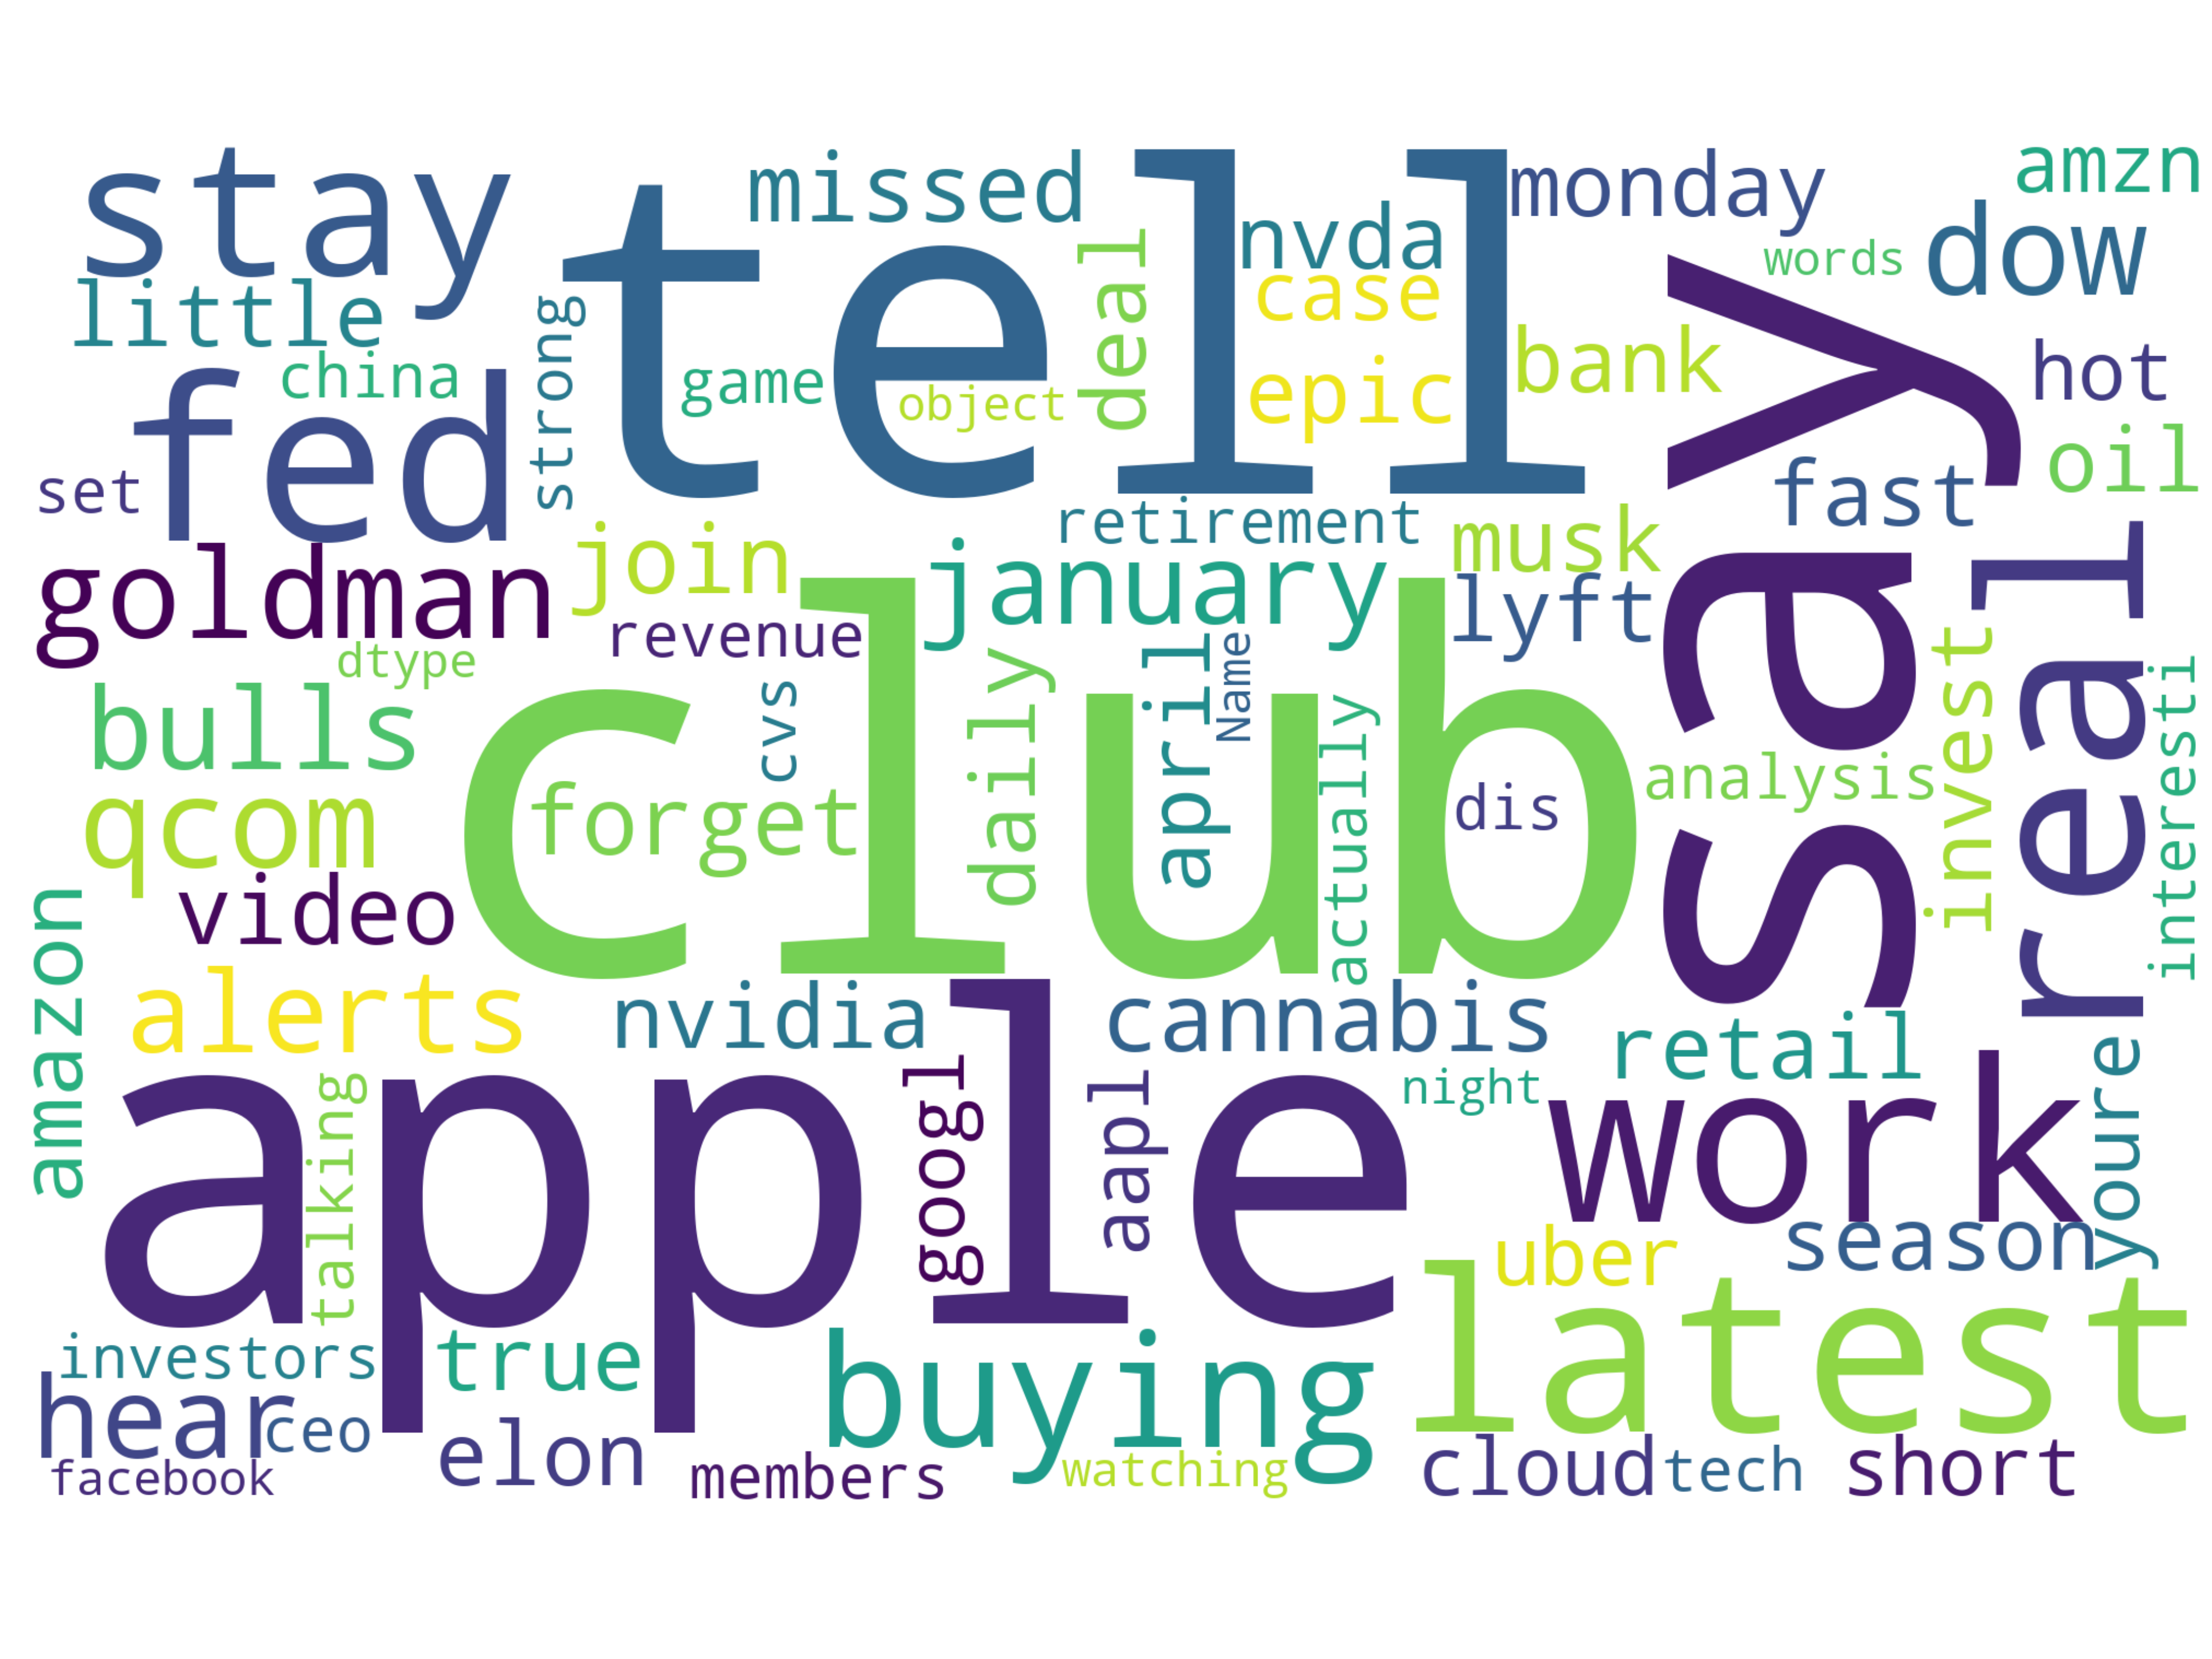 stay
tell
missed
monday
amzn
nvda
dow
words
deal
little
case
strong
china
game
object
epic
bank
hot
fed
say
oil
set
fast
retirement
join
musk
real
goldman
january
lyft
revenue
dtype
club
april
Name
invest
interesti
bulls
cvs
daily
actually
analysis
qcom
forget
dis
video
amazon
alerts
nvidia
cannabis
retail
youre
apple
googl
aapl
night
work
talking
uber
season
latest
investors
true
buying
hear
ceo
elon
facebook
members
watching
cloud
tech
short